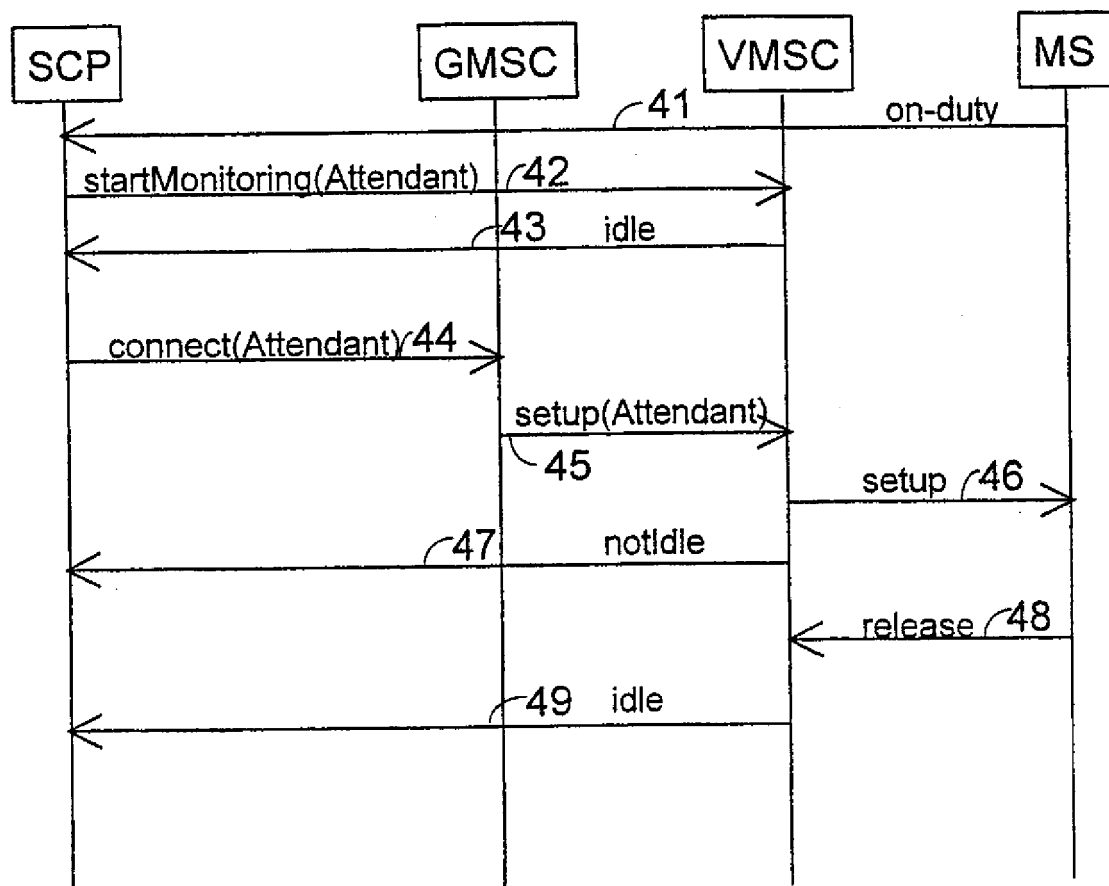 SCP GMSC VMSC MS
41 on-duty
startMonitoring(Attendant) 42
43 idle
connect(Attendant) 44
setup(Attendant)
45
setup 46
47 notIdle
release 48
49 idle